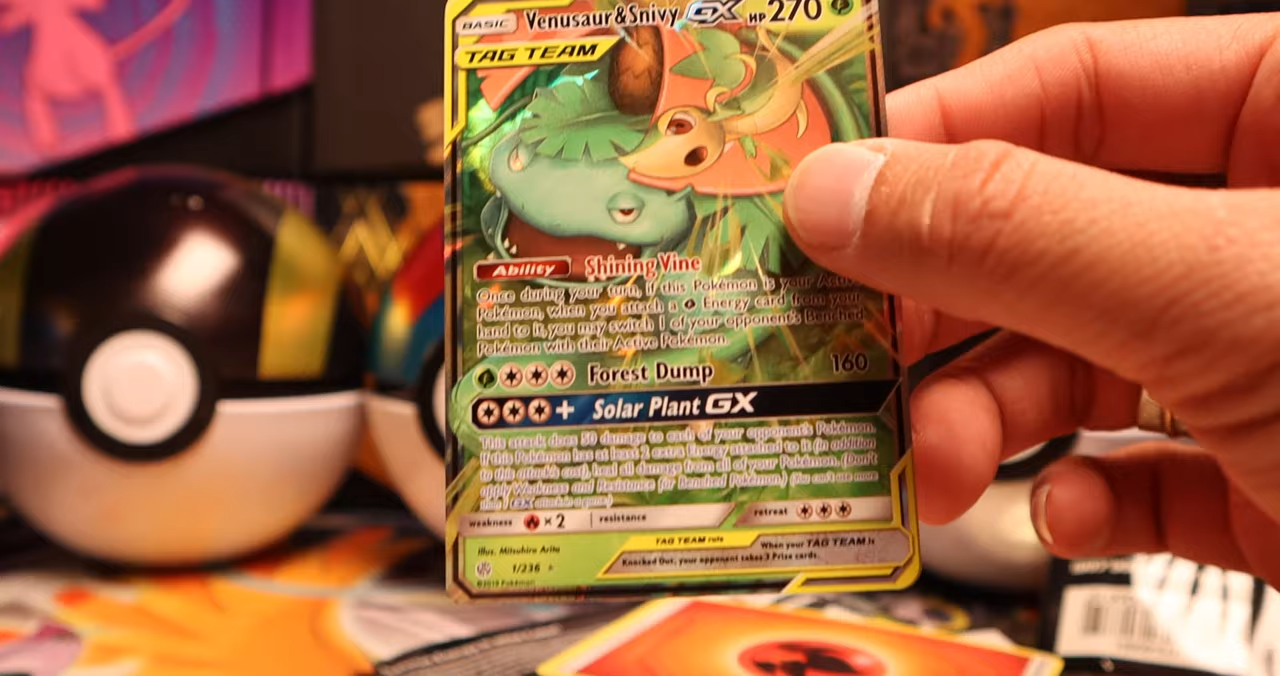 BASIC Venusaur&Snivy GX HP 270
TAG TEAM
Ability Shining Vine
Once during your turn, if this Pokémon is your Active
Pokémon, when you attach a Energy card from your
hand to it, you may switch 1 of your opponent's Benched
Pokémon with their Active Pokémon.
Forest Dump 160
+ Solar Plant GX
This attack does 50 damage to each of your opponent's Pokémon.
If this Pokémon has at least 2 extra Energy attached to it (in addition
to this attack's cost), heal all damage from all of your Pokémon. (Don't
apply Weakness and Resistance for Benched Pokémon.) (You can't use more
than 1 GX attack in a game.)
weakness ×2 resistance retreat
TAG TEAM rule When your TAG TEAM is
Knocked Out, your opponent takes 3 Prize cards.
Illus. Mitsuhiro Arita
1/236
©2019 Pokémon